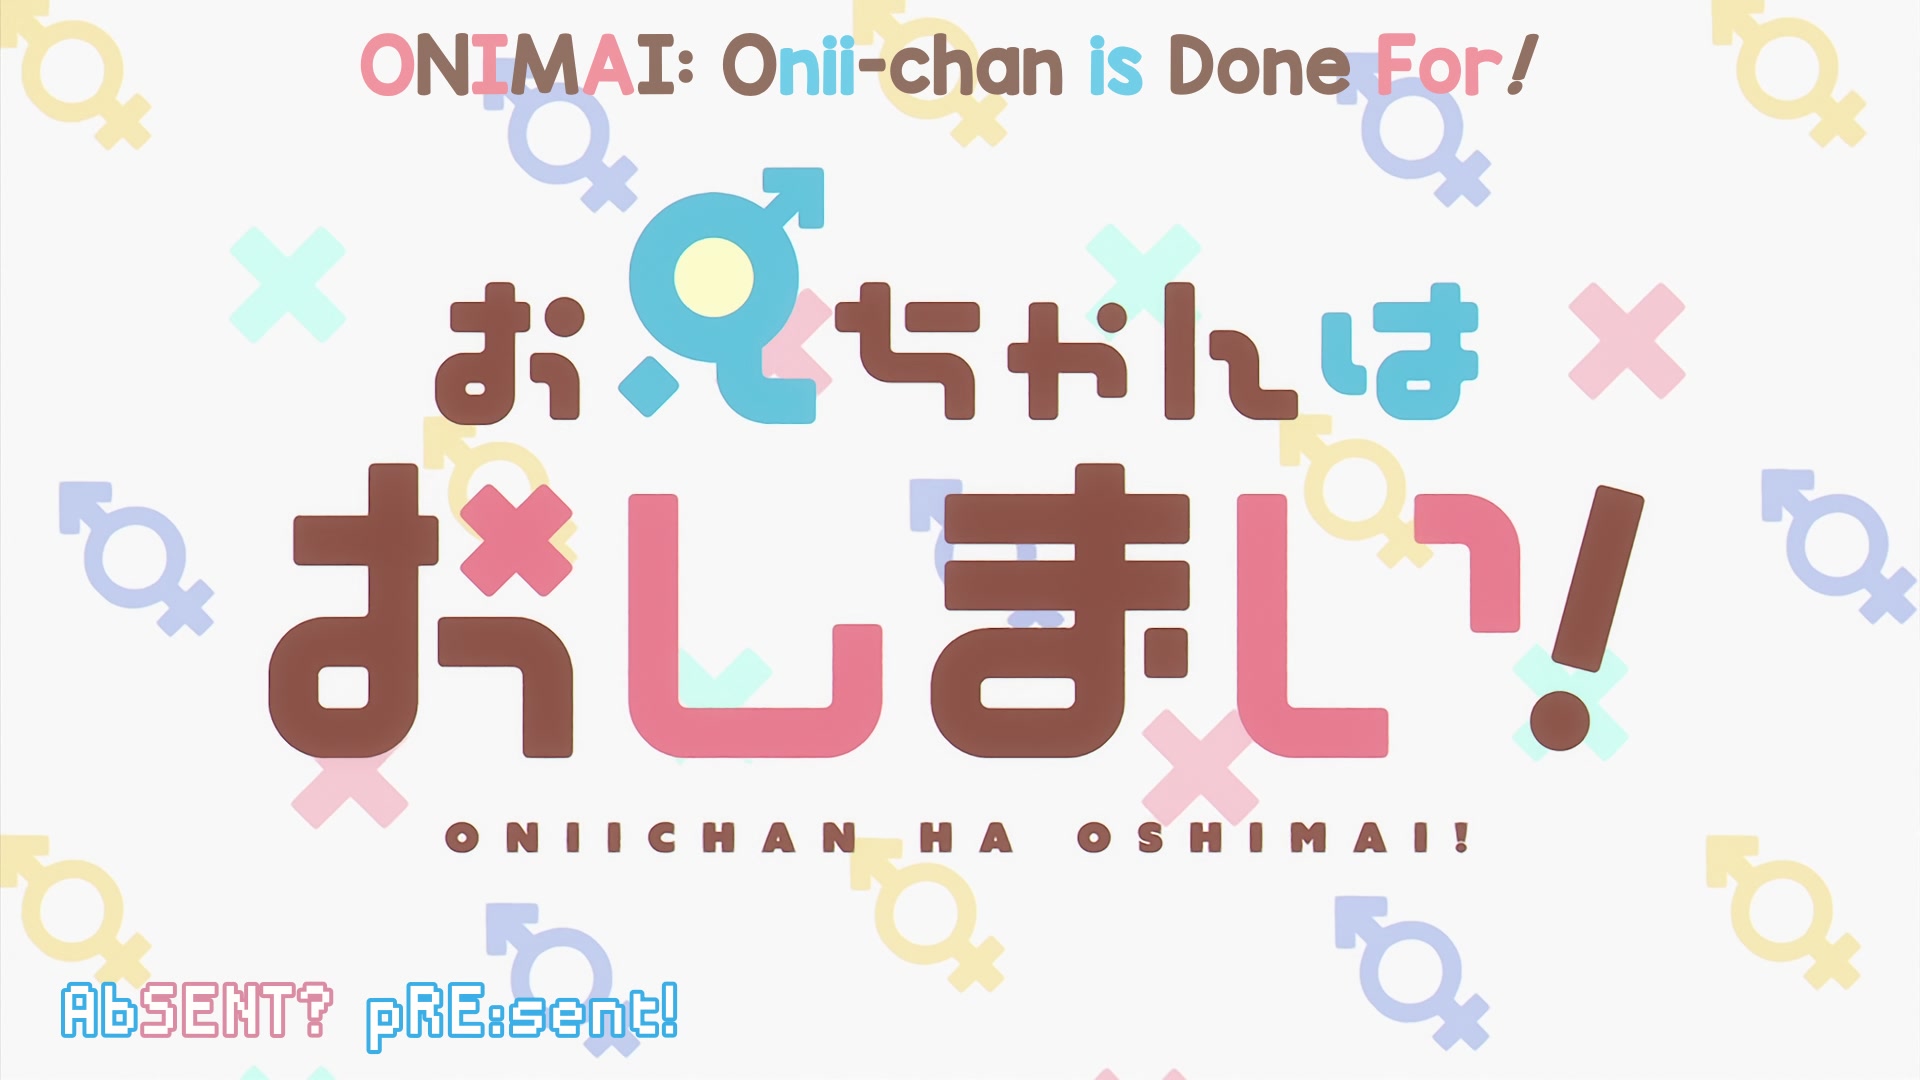 ONIMAI: Onii-chan is Done For!
お兄ちゃんは
おしまい!
ONIICHAN HA OSHIMAI!
AbSENT? pRE:sent!